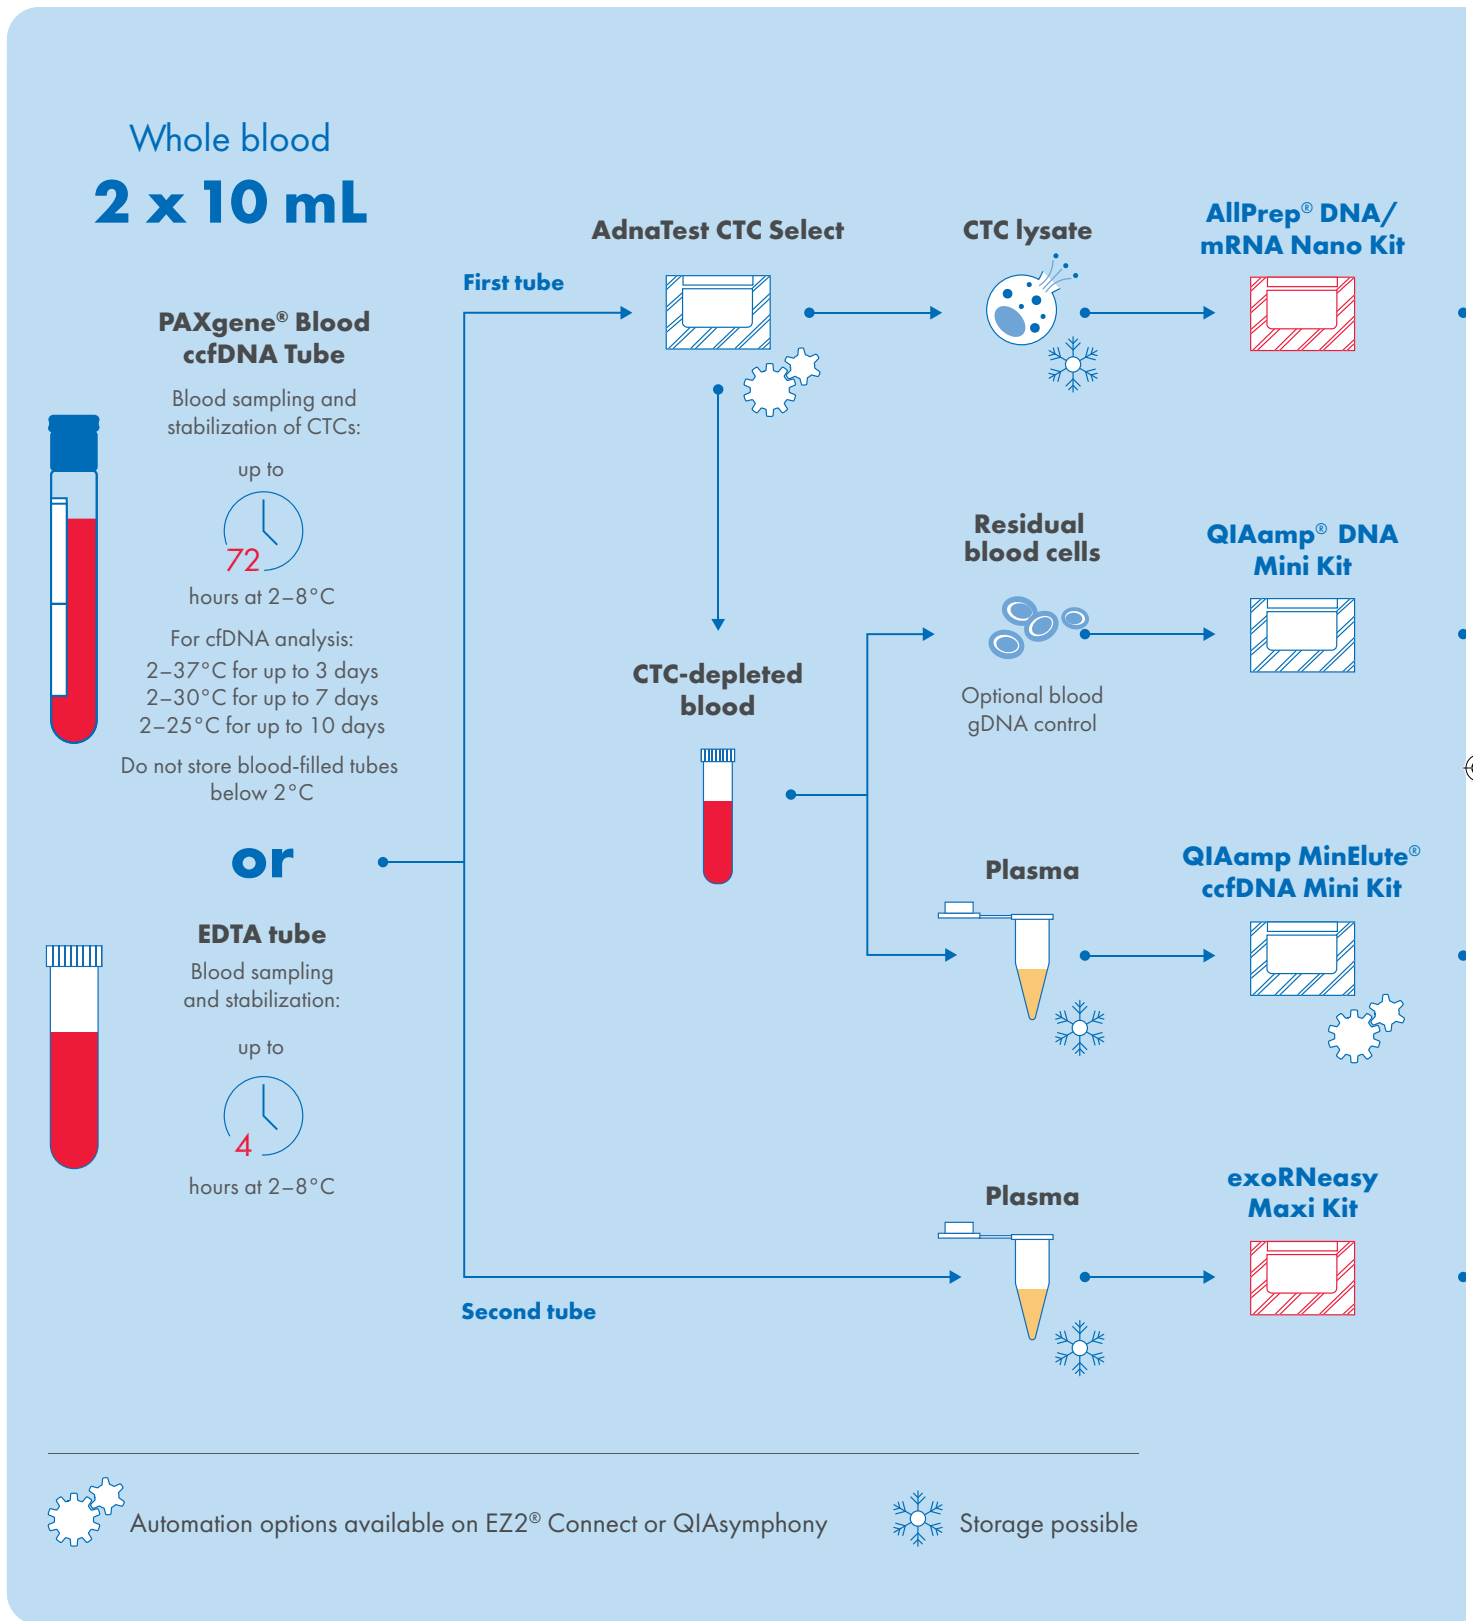 Whole blood
2 x 10 mL
PAXgene® Blood
ccfDNA Tube
Blood sampling and
stabilization of CTCs:
up to
72
hours at 2–8°C
For cfDNA analysis:
2–37°C for up to 3 days
2–30°C for up to 7 days
2–25°C for up to 10 days
Do not store blood-filled tubes
below 2°C
or
EDTA tube
Blood sampling
and stabilization:
up to
4
hours at 2–8°C
First tube
AdnaTest CTC Select
CTC lysate
AllPrep® DNA/
mRNA Nano Kit
CTC-depleted
blood
Residual
blood cells
Optional blood
gDNA control
QIAamp® DNA
Mini Kit
Plasma
QIAamp MinElute®
ccfDNA Mini Kit
Second tube
Plasma
exoRNeasy
Maxi Kit
Automation options available on EZ2® Connect or QIAsymphony
Storage possible